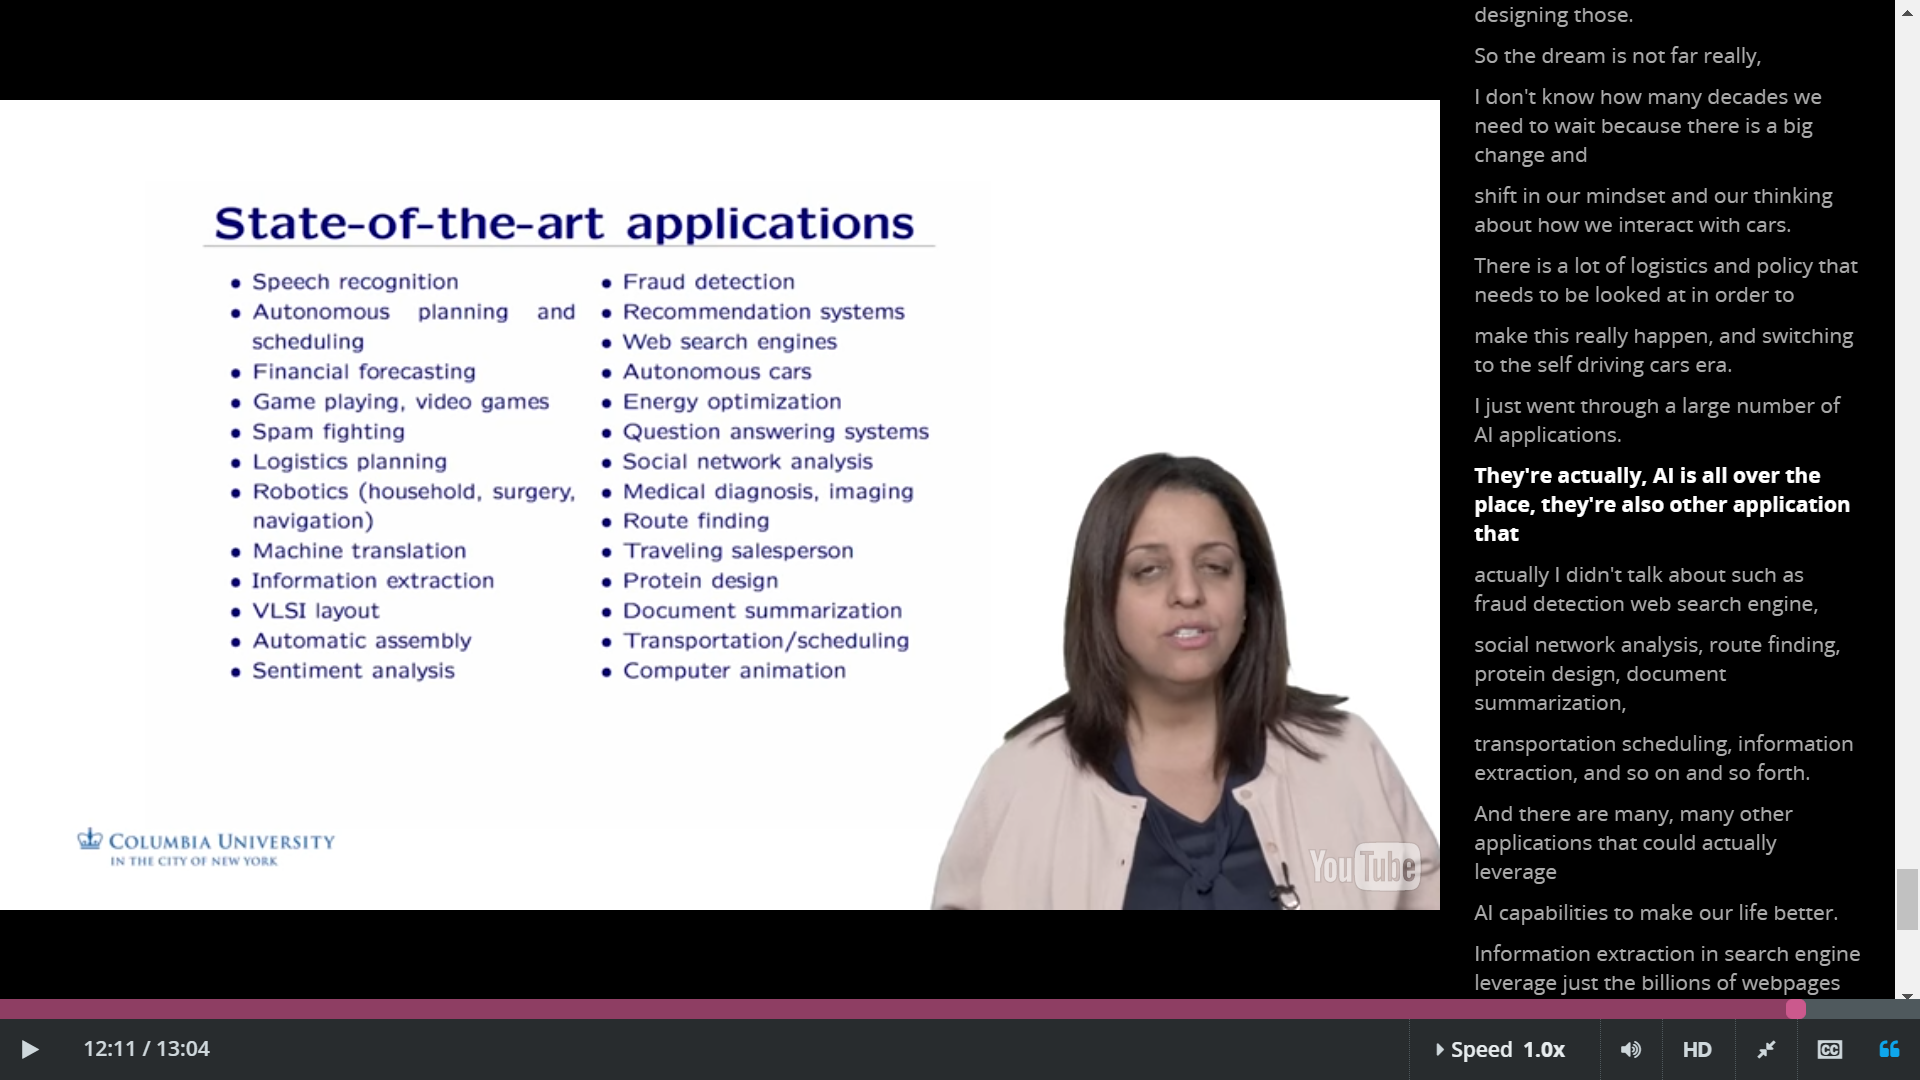 State-of-the-art applications
• Speech recognition
• Autonomous planning and
scheduling
• Financial forecasting
• Game playing, video games
• Spam fighting
• Logistics planning
• Robotics (household, surgery,
navigation)
• Machine translation
• Information extraction
• VLSI layout
• Automatic assembly
• Sentiment analysis
• Fraud detection
• Recommendation systems
• Web search engines
• Autonomous cars
• Energy optimization
• Question answering systems
• Social network analysis
• Medical diagnosis, imaging
• Route finding
• Traveling salesperson
• Protein design
• Document summarization
• Transportation/scheduling
• Computer animation
COLUMBIA UNIVERSITY
IN THE CITY OF NEW YORK
YouTube
designing those.
So the dream is not far really,
I don't know how many decades we
need to wait because there is a big
change and
shift in our mindset and our thinking
about how we interact with cars.
There is a lot of logistics and policy that
needs to be looked at in order to
make this really happen, and switching
to the self driving cars era.
I just went through a large number of
AI applications.
They're actually, AI is all over the
place, they're also other application
that
actually I didn't talk about such as
fraud detection web search engine,
social network analysis, route finding,
protein design, document
summarization,
transportation scheduling, information
extraction, and so on and so forth.
And there are many, many other
applications that could actually
leverage
AI capabilities to make our life better.
Information extraction in search engine
leverage just the billions of webpages
12:11 / 13:04
Speed 1.0x
HD
CC